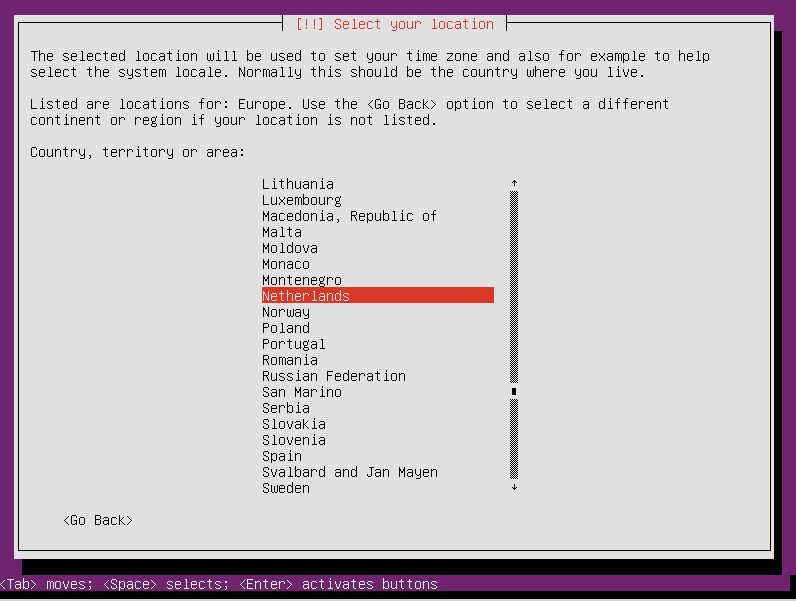 [!!] Select your location
The selected location will be used to set your time zone and also for example to help
select the system locale. Normally this should be the country where you live.
Listed are locations for: Europe. Use the <Go Back> option to select a different
continent or region if your location is not listed.
Country, territory or area:
Lithuania
Luxembourg
Macedonia, Republic of
Malta
Moldova
Monaco
Montenegro
Netherlands
Norway
Poland
Portugal
Romania
Russian Federation
San Marino
Serbia
Slovakia
Slovenia
Spain
Svalbard and Jan Mayen
Sweden
<Go Back>
<Tab> moves; <Space> selects; <Enter> activates buttons